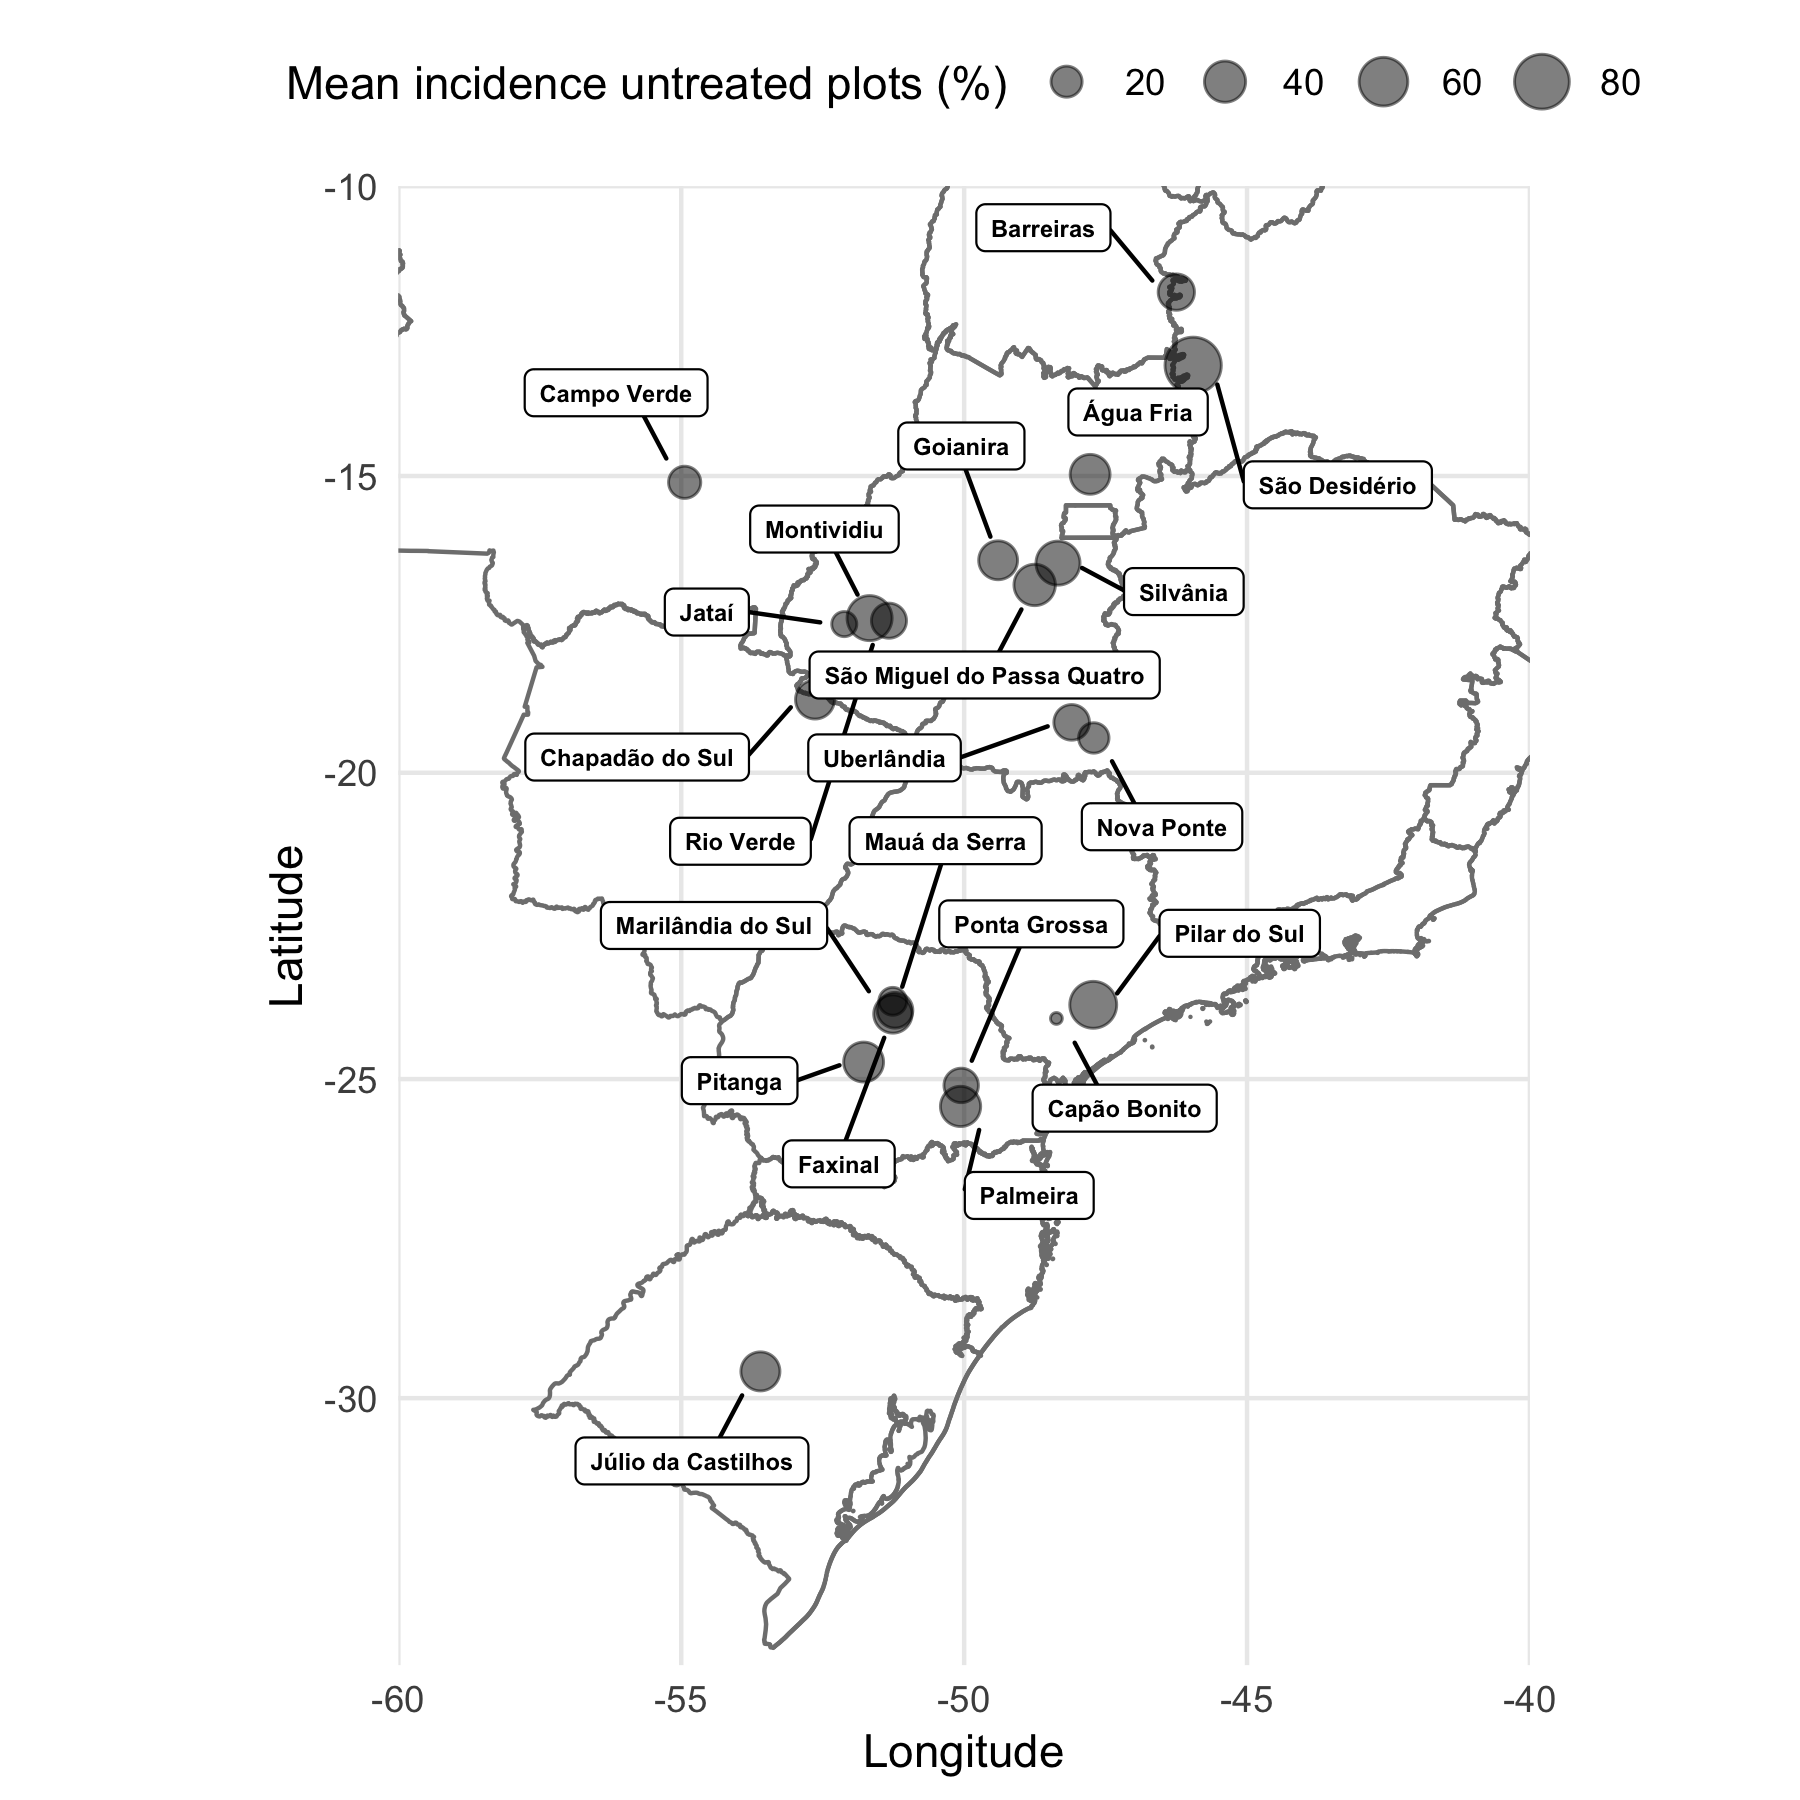 Mean incidence untreated plots (%) 20 40 60 80
-10
Barreiras
Campo Verde
Água Fria
Goianira
-15
São Desidério
Montividiu
Silvânia
Jataí
São Miguel do Passa Quatro
Chapadão do Sul
Uberlândia
-20
Nova Ponte
Rio Verde
Mauá da Serra
Marilândia do Sul
Ponta Grossa
Pilar do Sul
-25
Pitanga
Capão Bonito
Faxinal
Palmeira
-30
Júlio da Castilhos
Latitude
-60 -55 -50 -45 -40
Longitude